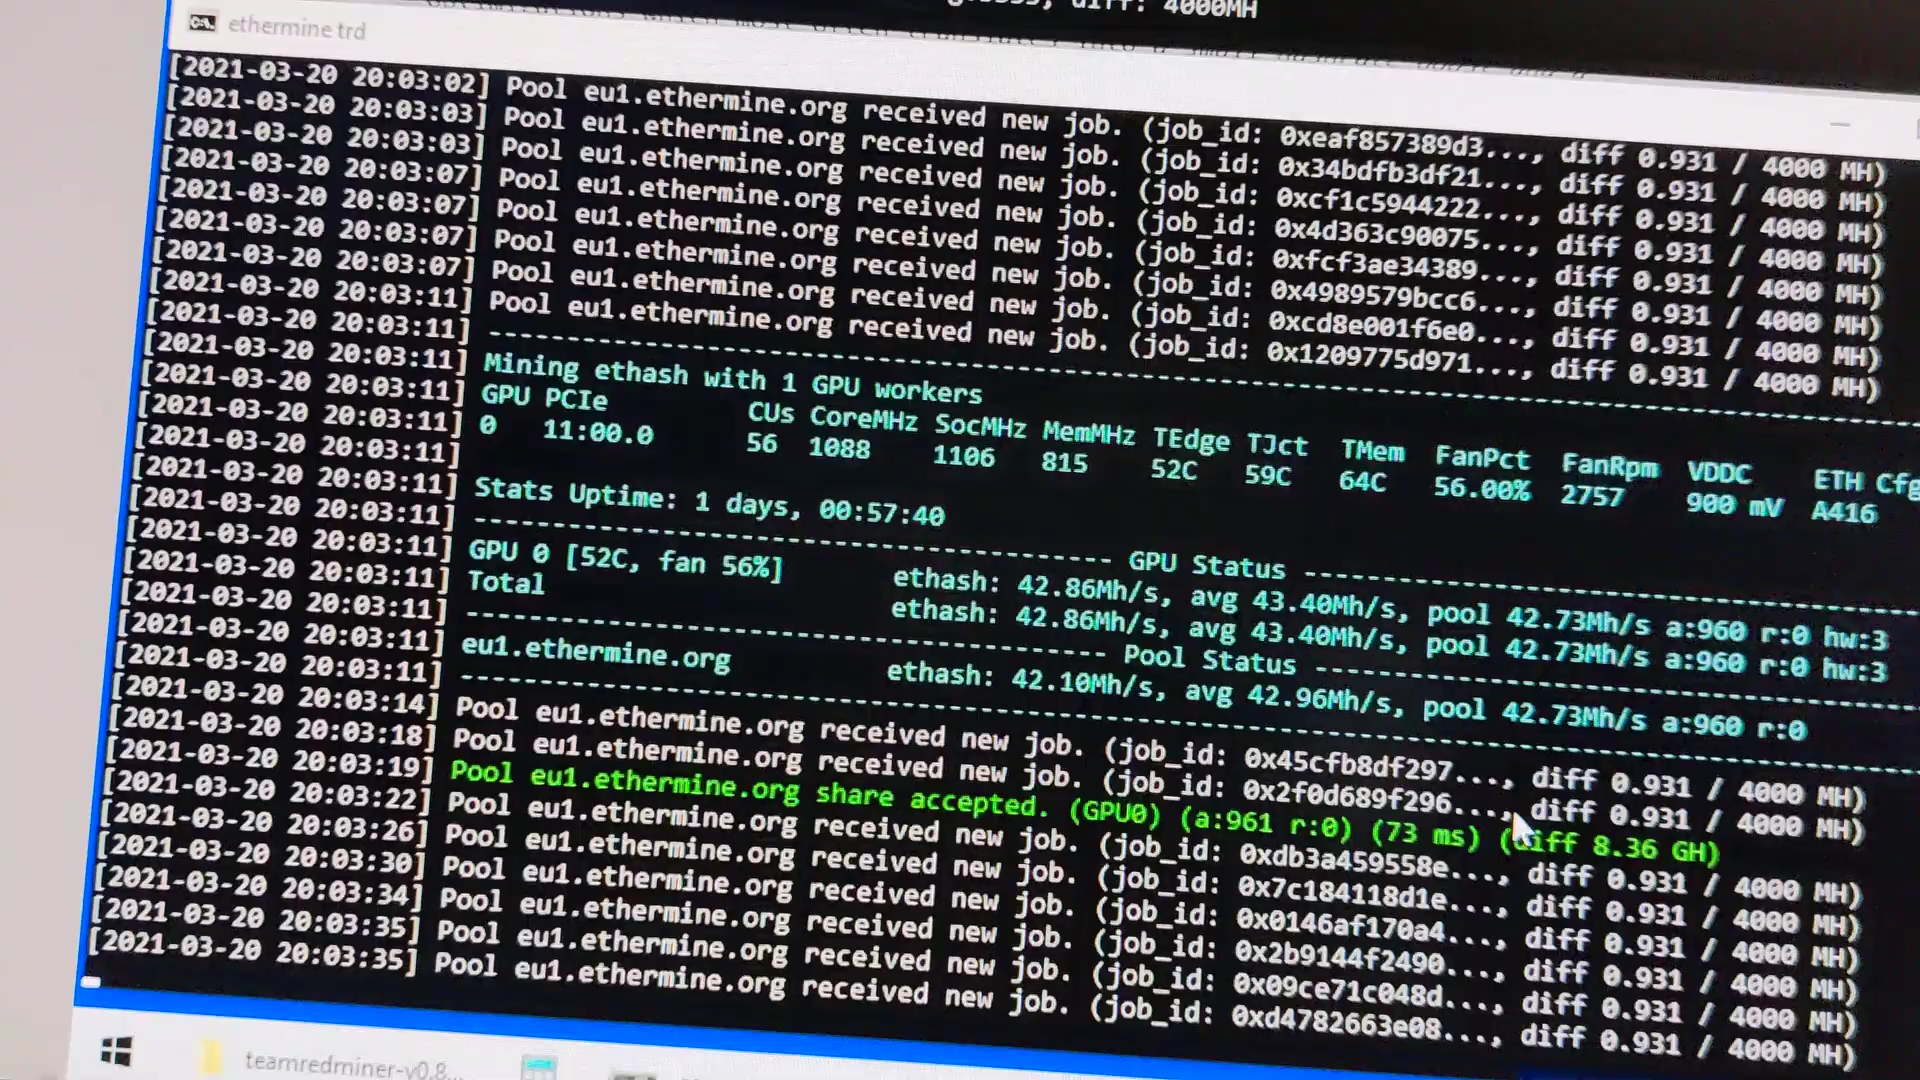 diff: 4000MH
ethermine trd
[2021-03-20 20:03:02] Pool eu1.ethermine.org received new job. (job_id: 0xeaf857389d3..., diff 0.931 / 4000 MH)
[2021-03-20 20:03:03] Pool eu1.ethermine.org received new job. (job_id: 0x34bdfb3df21..., diff 0.931 / 4000 MH)
[2021-03-20 20:03:03] Pool eu1.ethermine.org received new job. (job_id: 0xcf1c5944222..., diff 0.931 / 4000 MH)
[2021-03-20 20:03:07] Pool eu1.ethermine.org received new job. (job_id: 0x4d363c90075..., diff 0.931 / 4000 MH)
[2021-03-20 20:03:07] Pool eu1.ethermine.org received new job. (job_id: 0xfcf3ae34389..., diff 0.931 / 4000 MH)
[2021-03-20 20:03:07] Pool eu1.ethermine.org received new job. (job_id: 0x4989579bcc6..., diff 0.931 / 4000 MH)
[2021-03-20 20:03:07] Pool eu1.ethermine.org received new job. (job_id: 0xcd8e001f6e0..., diff 0.931 / 4000 MH)
[2021-03-20 20:03:11] Pool eu1.ethermine.org received new job. (job_id: 0x1209775d971..., diff 0.931 / 4000 MH)
[2021-03-20 20:03:11] ------------------------------------------------------------
[2021-03-20 20:03:11] Mining ethash with 1 GPU workers
[2021-03-20 20:03:11] GPU PCIe CUs CoreMHz SocMHz MemMHz TEdge TJct TMem FanPct FanRpm VDDC ETH Cfg
[2021-03-20 20:03:11] 0 11:00.0 56 1088 1106 815 52C 59C 64C 56.00% 2757 900 mV A416
[2021-03-20 20:03:11]
[2021-03-20 20:03:11] Stats Uptime: 1 days, 00:57:40
[2021-03-20 20:03:11] ---------------------------------------- GPU Status ----------------------------------------
[2021-03-20 20:03:11] GPU 0 [52C, fan 56%] ethash: 42.86Mh/s, avg 43.40Mh/s, pool 42.73Mh/s a:960 r:0 hw:3
[2021-03-20 20:03:11] Total ethash: 42.86Mh/s, avg 43.40Mh/s, pool 42.73Mh/s a:960 r:0 hw:3
[2021-03-20 20:03:11] ---------------------------------------- Pool Status ----------------------------------------
[2021-03-20 20:03:11] eu1.ethermine.org ethash: 42.10Mh/s, avg 42.96Mh/s, pool 42.73Mh/s a:960 r:0
[2021-03-20 20:03:11] ------------------------------------------------------------
[2021-03-20 20:03:14] Pool eu1.ethermine.org received new job. (job_id: 0x45cfb8df297..., diff 0.931 / 4000 MH)
[2021-03-20 20:03:18] Pool eu1.ethermine.org received new job. (job_id: 0x2f0d689f296..., diff 0.931 / 4000 MH)
[2021-03-20 20:03:19] Pool eu1.ethermine.org share accepted. (GPU0) (a:961 r:0) (73 ms) (diff 8.36 GH)
[2021-03-20 20:03:22] Pool eu1.ethermine.org received new job. (job_id: 0xdb3a459558e..., diff 0.931 / 4000 MH)
[2021-03-20 20:03:26] Pool eu1.ethermine.org received new job. (job_id: 0x7c184118d1e..., diff 0.931 / 4000 MH)
[2021-03-20 20:03:30] Pool eu1.ethermine.org received new job. (job_id: 0x0146af170a4..., diff 0.931 / 4000 MH)
[2021-03-20 20:03:34] Pool eu1.ethermine.org received new job. (job_id: 0x2b9144f2490..., diff 0.931 / 4000 MH)
[2021-03-20 20:03:35] Pool eu1.ethermine.org received new job. (job_id: 0x09ce71c048d..., diff 0.931 / 4000 MH)
[2021-03-20 20:03:35] Pool eu1.ethermine.org received new job. (job_id: 0xd4782663e08..., diff 0.931 / 4000 MH)
teamredminer-v0.8...